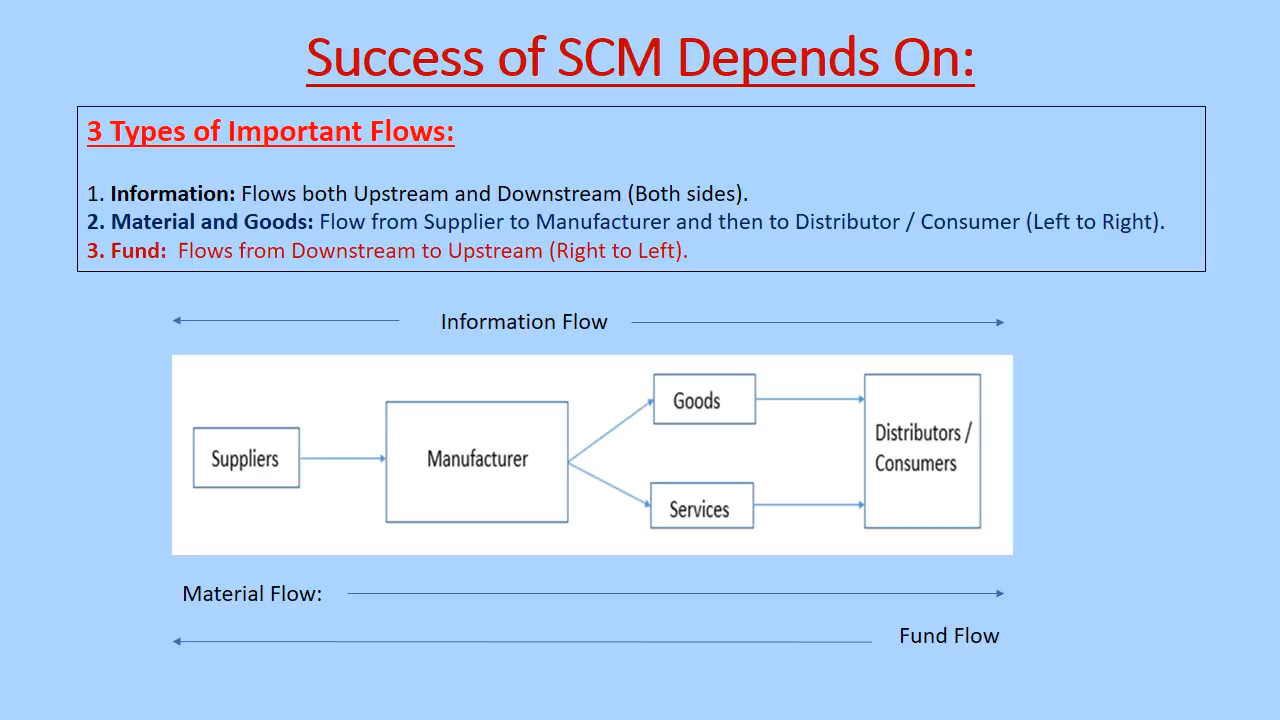 Success of SCM Depends On:
3 Types of Important Flows:
1. Information: Flows both Upstream and Downstream (Both sides).
2. Material and Goods: Flow from Supplier to Manufacturer and then to Distributor / Consumer (Left to Right).
3. Fund: Flows from Downstream to Upstream (Right to Left).
Information Flow
Suppliers
Manufacturer
Goods
Services
Distributors /
Consumers
Material Flow:
Fund Flow